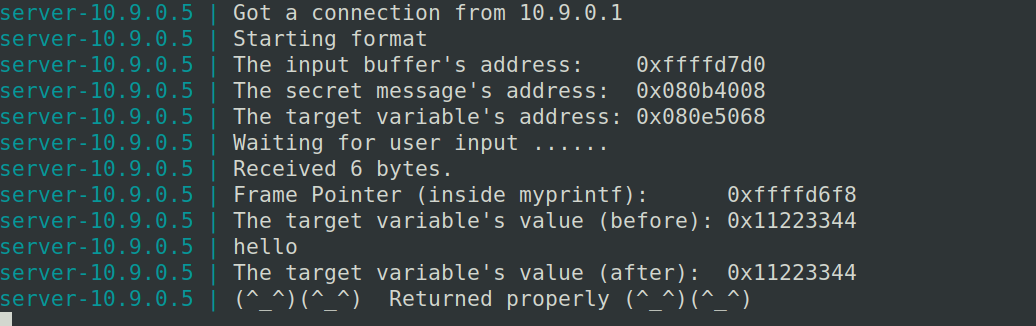 server-10.9.0.5 | Got a connection from 10.9.0.1
server-10.9.0.5 | Starting format
server-10.9.0.5 | The input buffer's address:    0xffffd7d0
server-10.9.0.5 | The secret message's address:  0x080b4008
server-10.9.0.5 | The target variable's address: 0x080e5068
server-10.9.0.5 | Waiting for user input ......
server-10.9.0.5 | Received 6 bytes.
server-10.9.0.5 | Frame Pointer (inside myprintf):      0xffffd6f8
server-10.9.0.5 | The target variable's value (before): 0x11223344
server-10.9.0.5 | hello
server-10.9.0.5 | The target variable's value (after):  0x11223344
server-10.9.0.5 | (^_^)(^_^)  Returned properly (^_^)(^_^)